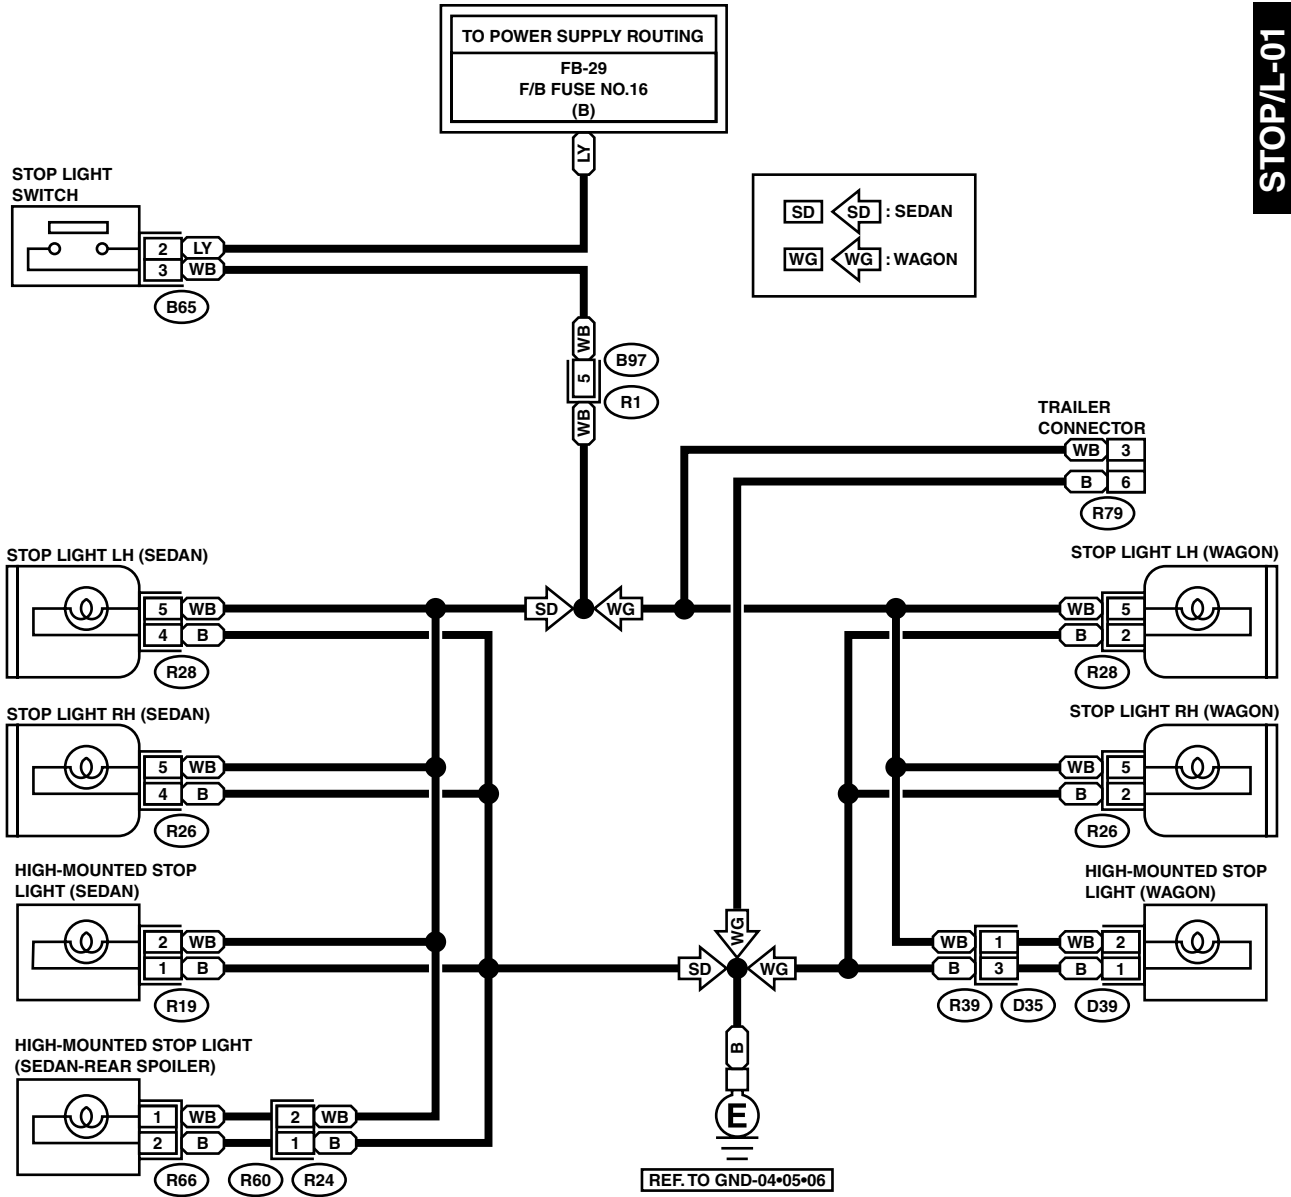 STOP/L-01
TO POWER SUPPLY ROUTING
FB-29
F/B FUSE NO.16
(B)
LY
STOP LIGHT
SWITCH
2 LY
3 WB
B65
SD SD : SEDAN
WG WG : WAGON
WB
5
B97
R1
WB
TRAILER
CONNECTOR
WB 3
B 6
R79
STOP LIGHT LH (SEDAN)
5 WB
4 B
R28
SD
WG
STOP LIGHT LH (WAGON)
WB 5
B 2
R28
STOP LIGHT RH (SEDAN)
5 WB
4 B
R26
STOP LIGHT RH (WAGON)
WB 5
B 2
R26
HIGH-MOUNTED STOP
LIGHT (SEDAN)
2 WB
1 B
R19
WG
SD
WG
HIGH-MOUNTED STOP
LIGHT (WAGON)
WB 1 WB 2
B 3 B 1
R39 D35 D39
HIGH-MOUNTED STOP LIGHT
(SEDAN-REAR SPOILER)
1 WB 2 WB
2 B 1 B
R66 R60 R24
B
E
REF. TO GND-04•05•06